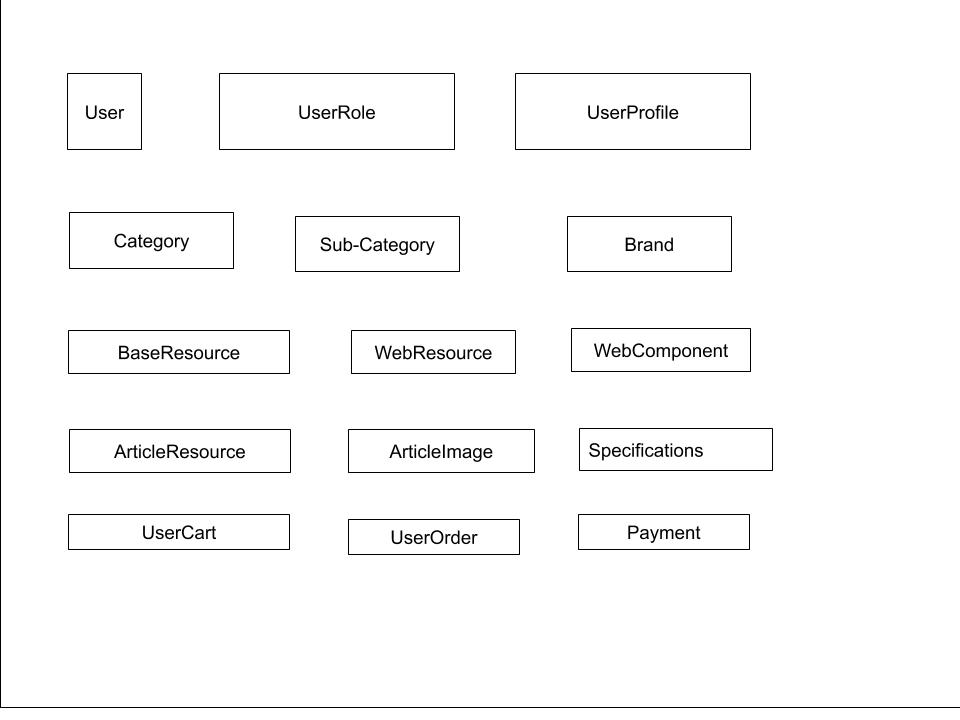 User
UserRole
UserProfile
Category
Sub-Category
Brand
BaseResource
WebResource
WebComponent
ArticleResource
ArticleImage
Specifications
UserCart
UserOrder
Payment